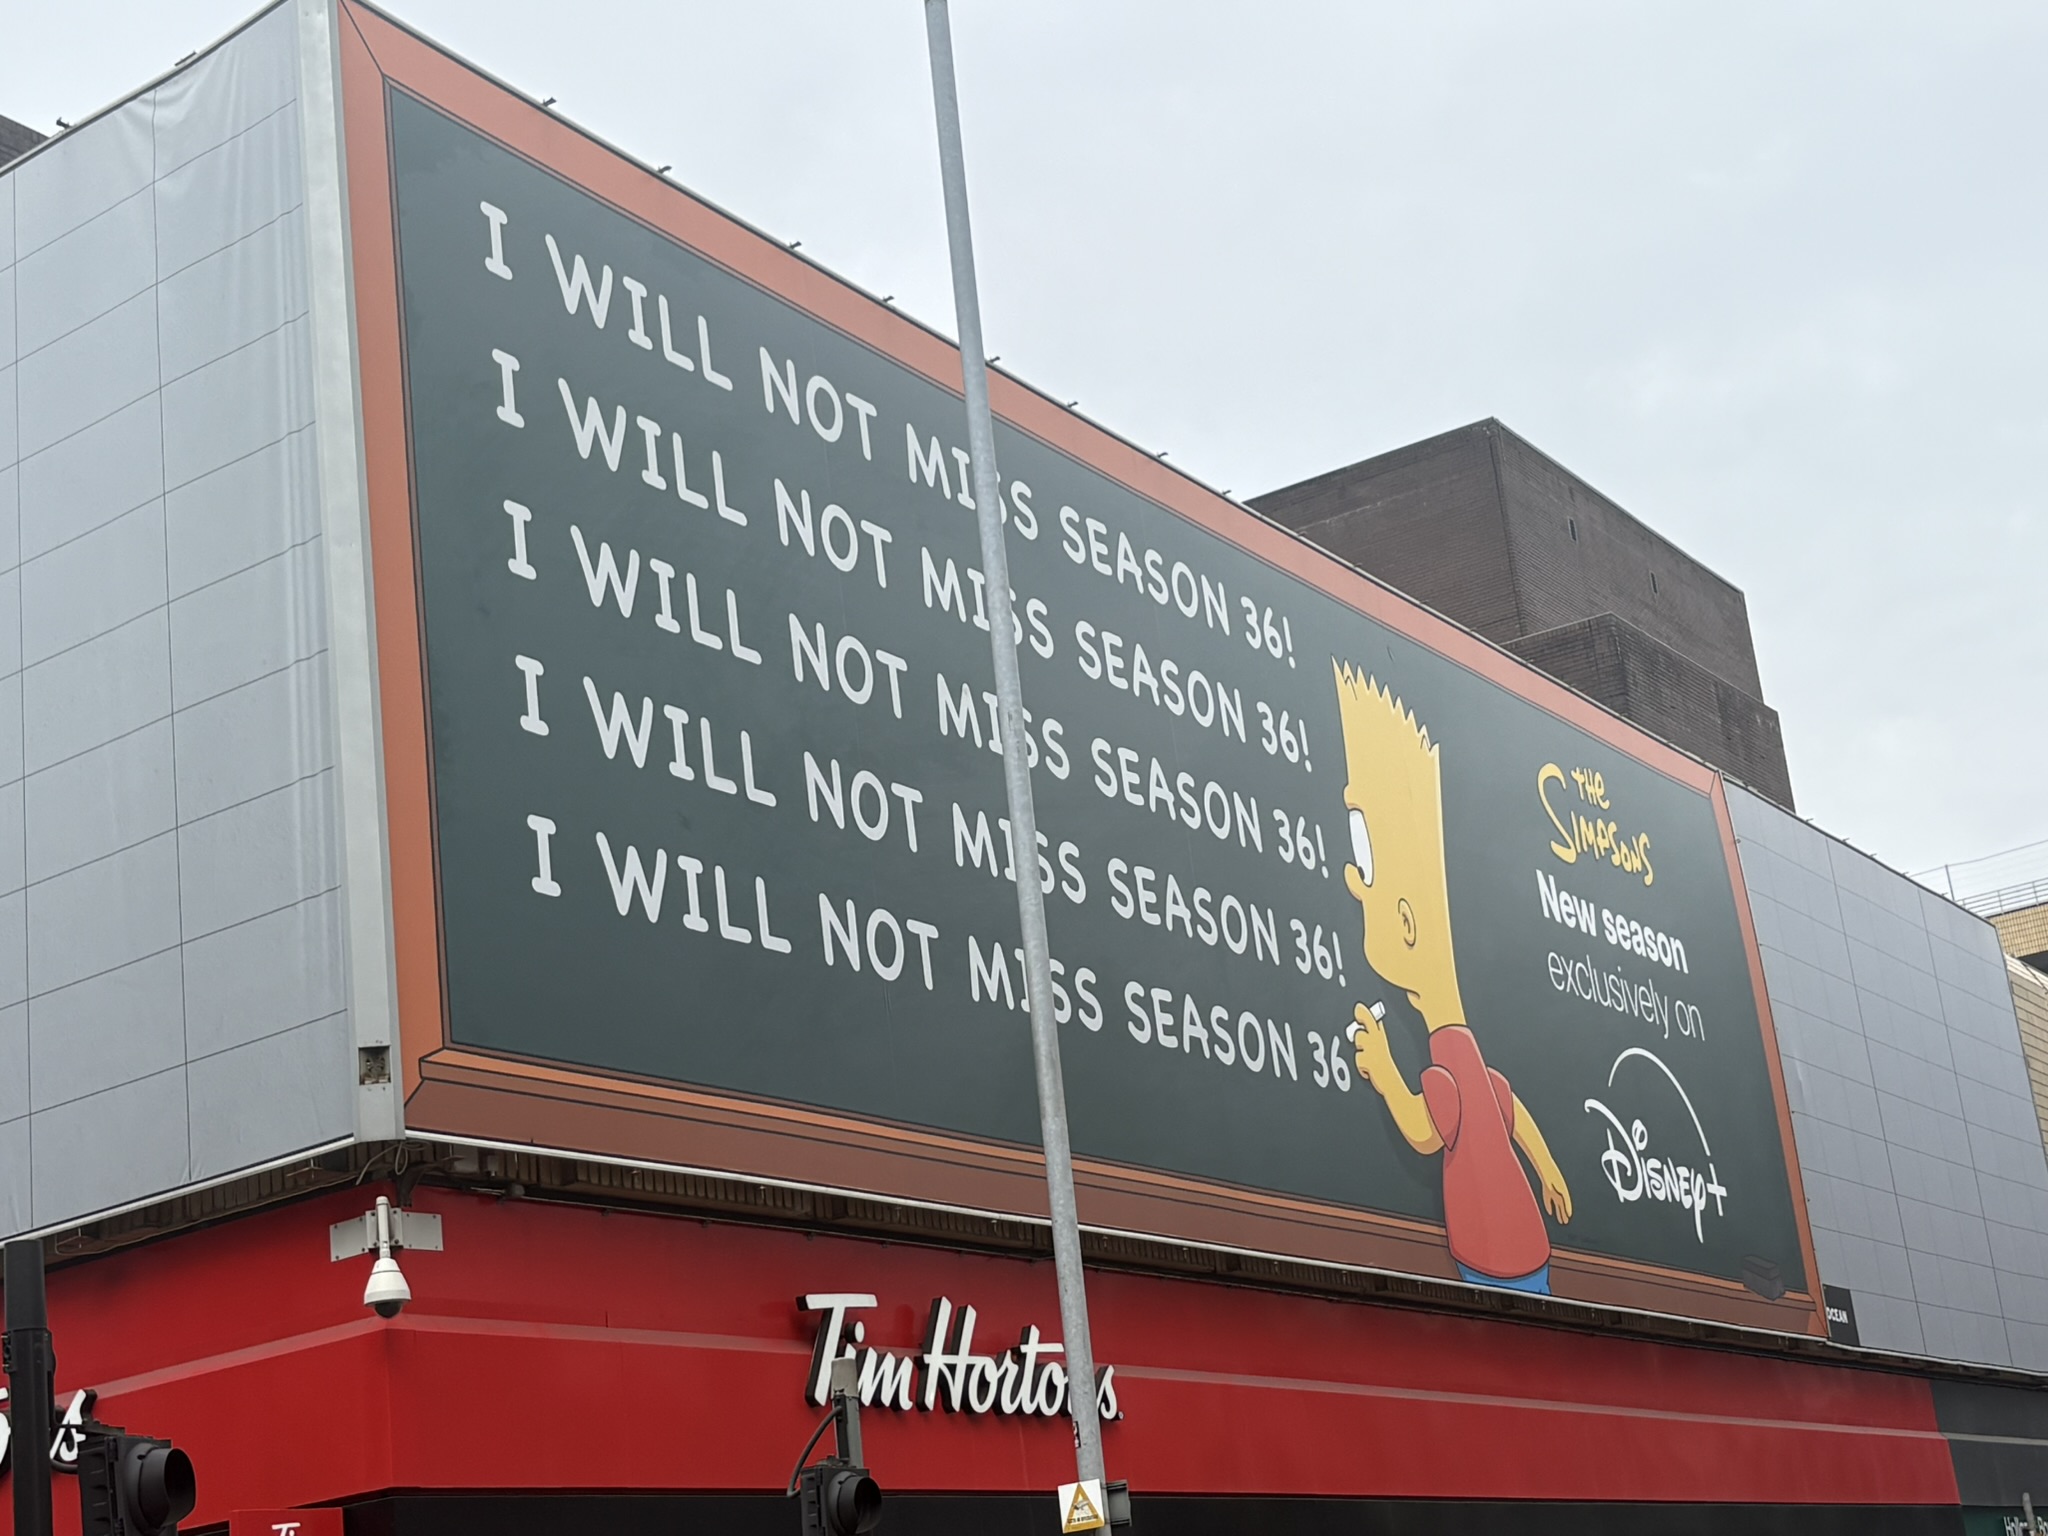 I WILL NOT MISS SEASON 36!
I WILL NOT MISS SEASON 36!
I WILL NOT MISS SEASON 36!
I WILL NOT MISS SEASON 36!
I WILL NOT MISS SEASON 36
THE
SIMPSONS
New season
exclusively on
Disney+
OCEAN
Tim Hortons